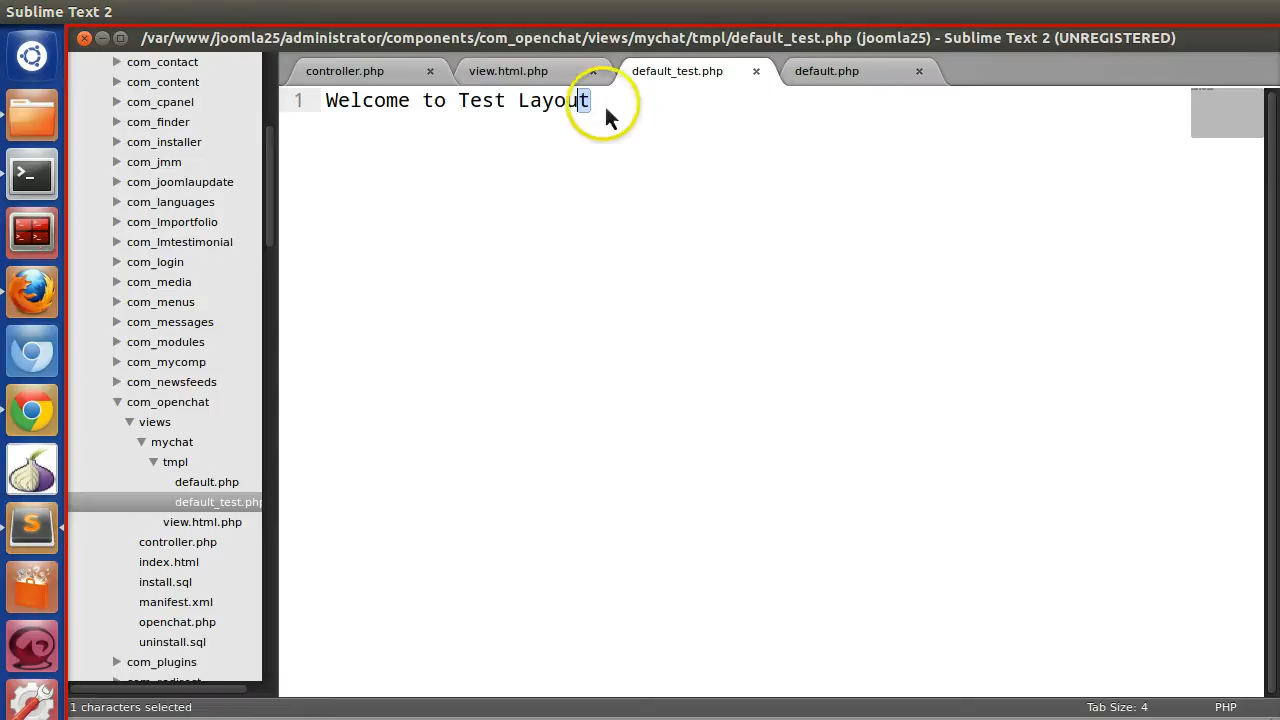 Sublime Text 2
/var/www/joomla25/administrator/components/com_openchat/views/mychat/tmpl/default_test.php (joomla25) - Sublime Text 2 (UNREGISTERED)
controller.php
view.html.php
default_test.php
default.php
1 Welcome to Test Layout
com_contact
com_content
com_cpanel
com_finder
com_installer
com_jmm
com_joomlaupdate
com_languages
com_lmportfolio
com_lmtestimonial
com_login
com_media
com_menus
com_messages
com_modules
com_mycomp
com_newsfeeds
com_openchat
views
mychat
tmpl
default.php
default_test.php
view.html.php
controller.php
index.html
install.sql
manifest.xml
openchat.php
uninstall.sql
com_plugins
com_redirect
1 characters selected
Tab Size: 4
PHP